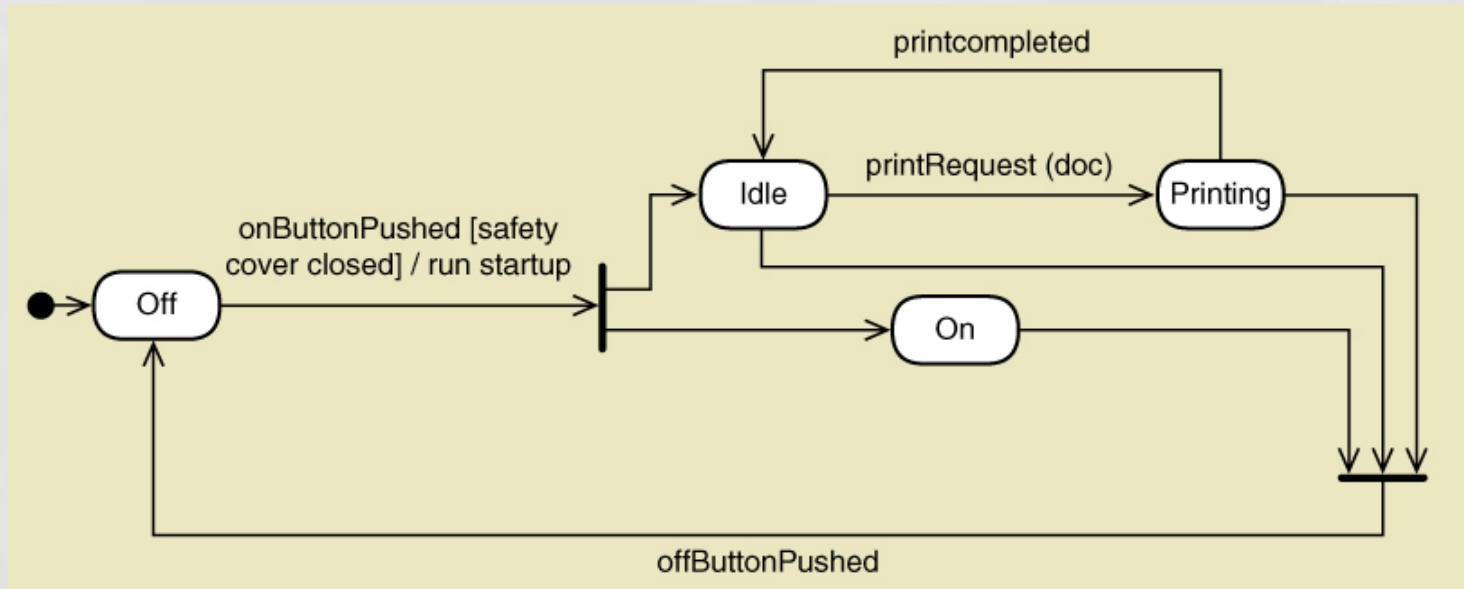 printcompleted
Idle
printRequest (doc)
Printing
onButtonPushed [safety
cover closed] / run startup
Off
On
offButtonPushed